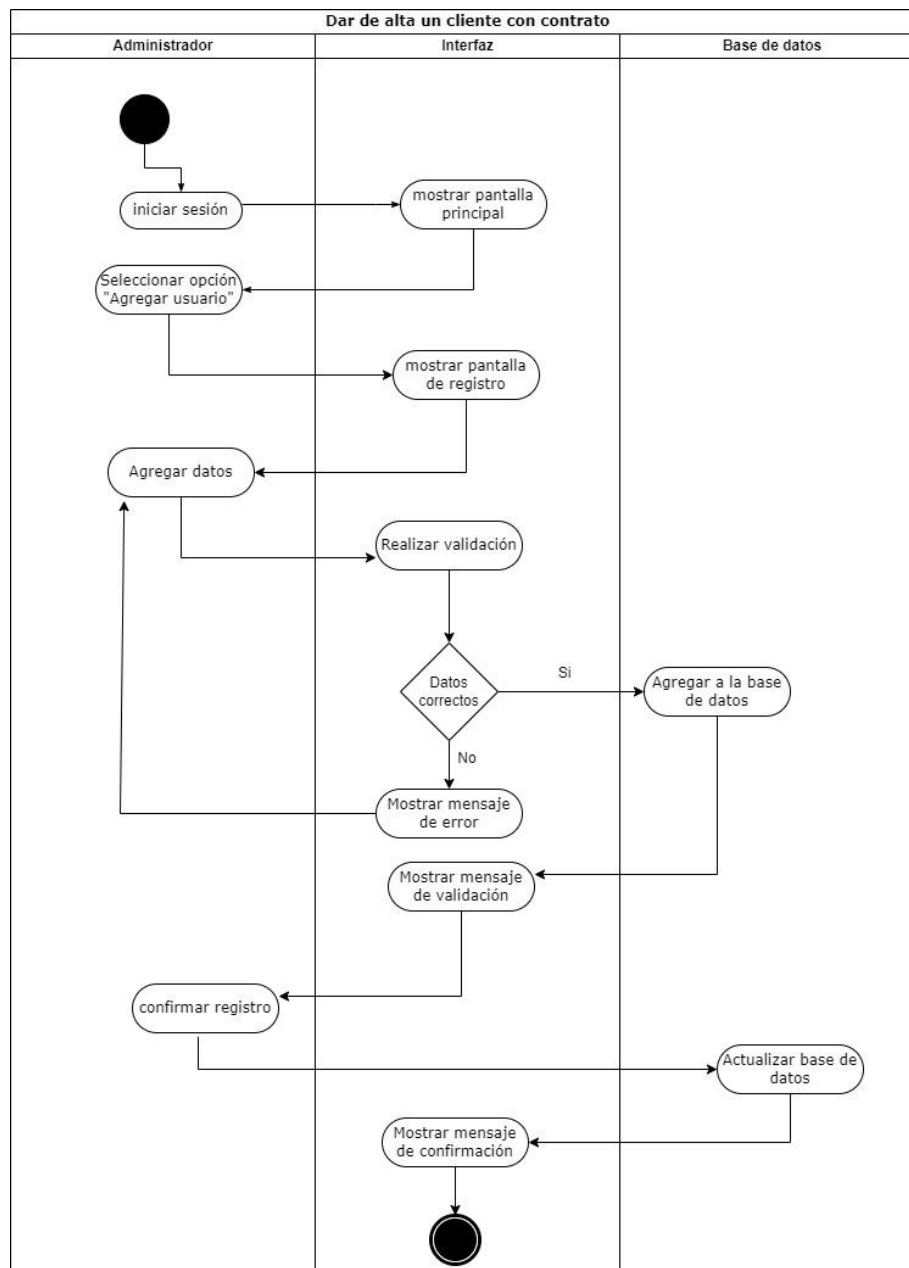 Dar de alta un cliente con contrato
Administrador
Interfaz
Base de datos
iniciar sesión
mostrar pantalla
principal
Seleccionar opción
"Agregar usuario"
mostrar pantalla
de registro
Agregar datos
Realizar validación
Datos
correctos
Si
Agregar a la base
de datos
No
Mostrar mensaje
de error
Mostrar mensaje
de validación
confirmar registro
Actualizar base de
datos
Mostrar mensaje
de confirmación